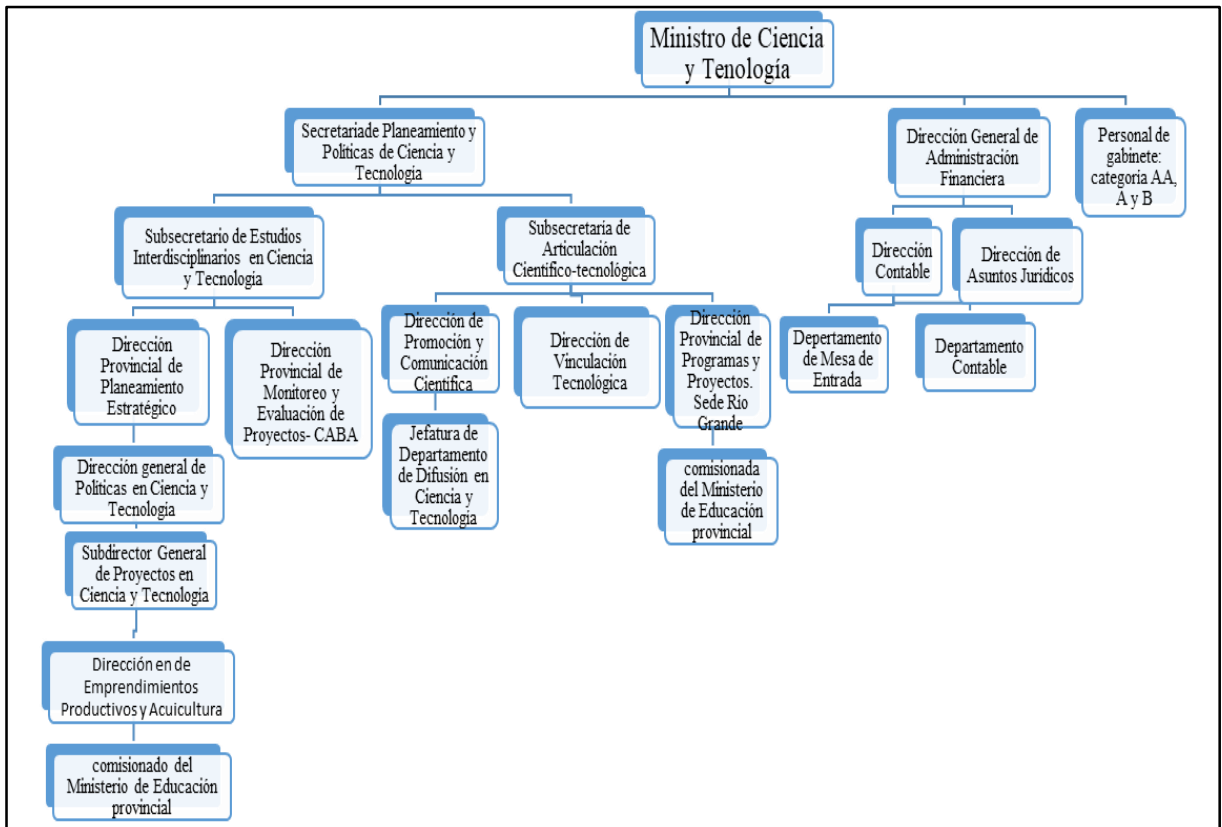 Ministro de Ciencia
y Tenología
Secretariade Planeamiento y
Políticas de Ciencia y
Tecnología
Dirección General de
Administración
Financiera
Personal de
gabinete:
categoria AA,
A y B
Subsecretario de Estudios
Interdisciplinarios en Ciencia
y Tecnología
Subsecretaria de
Articulación
Científico-tecnológica
Dirección
Contable
Dirección de
Asuntos Jurídicos
Dirección
Provincial de
Planeamiento
Estratégico
Dirección
Provincial de
Monitoreo y
Evaluación de
Proyectos- CABA
Dirección de
Promoción y
Comunicación
Científica
Dirección de
Vinculación
Tecnológica
Dirección
Provincial de
Programas y
Proyectos.
Sede Río
Grande
Departamento
de Mesa de
Entrada
Departamento
Contable
Dirección general de
Políticas en Ciencia y
Tecnología
Jefatura de
Departamento
de Difusión en
Ciencia y
Tecnología
comisionada
del Ministerio
de Educación
provincial
Subdirector General
de Proyectos en
Ciencia y Tecnología
Dirección en de
Emprendimientos
Productivos y Acuicultura
comisionado del
Ministerio de Educación
provincial